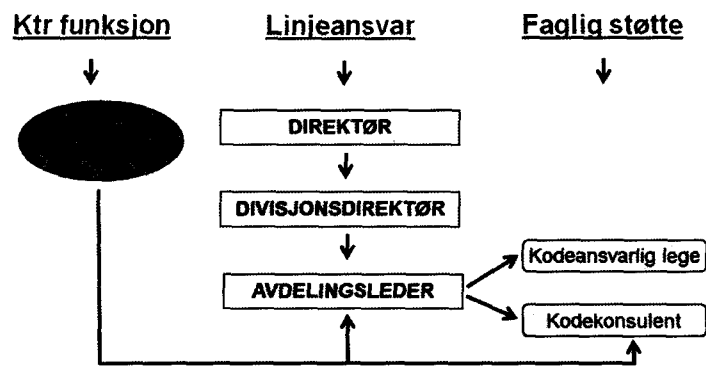 Ktr funksjon
Linjeansvar
Faglig støtte
DIREKTØR
DIVISJONSDIREKTØR
AVDELINGSLEDER
Kodeansvarlig lege
Kodekonsulent